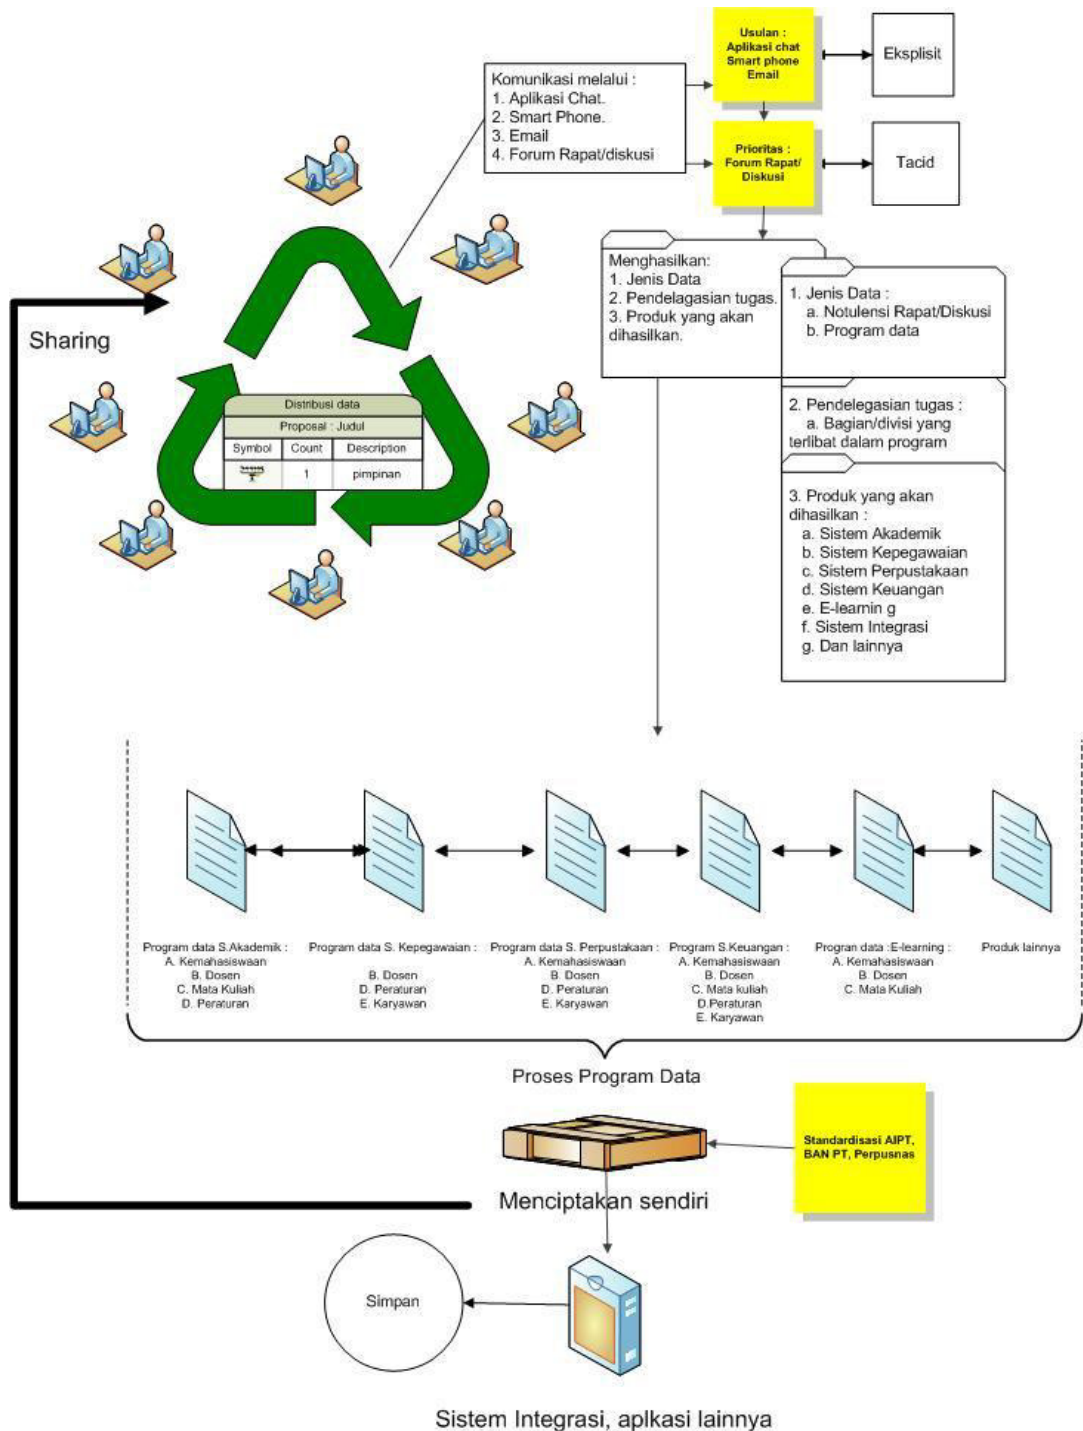 Usulan :
Aplikasi chat
Smart phone
Email
Eksplisit
Komunikasi melalui :
1. Aplikasi Chat.
2. Smart Phone.
3. Email
4. Forum Rapat/diskusi
Prioritas :
Forum Rapat/
Diskusi
Tacid
Menghasilkan:
1. Jenis Data
2. Pendelagasian tugas.
3. Produk yang akan
dihasilkan.
1. Jenis Data :
a. Notulensi Rapat/Diskusi
b. Program data
2. Pendelegasian tugas :
a. Bagian/divisi yang
terlibat dalam program
3. Produk yang akan
dihasilkan :
a. Sistem Akademik
b. Sistem Kepegawaian
c. Sistem Perpustakaan
d. Sistem Keuangan
e. E-learnin g
f. Sistem Integrasi
g. Dan lainnya
Sharing
Distribusi data
Proposal : Judul
Symbol Count Description
1 pimpinan
Program data S.Akademik :
A. Kemahasiswaan
B. Dosen
C. Mata Kuliah
D. Peraturan
Program data S. Kepegawaian :
B. Dosen
D. Peraturan
E. Karyawan
Program data S. Perpustakaan :
A. Kemahasiswaan
B. Dosen
D. Peraturan
E. Karyawan
Program S.Keuangan :
A. Kemahasiswaan
B. Dosen
C. Mata kuliah
D.Peraturan
E. Karyawan
Progran data :E-learning :
A. Kemahasiswaan
B. Dosen
C. Mata Kuliah
Produk lainnya
Proses Program Data
Standardisasi AIPT,
BAN PT, Perpusnas
Menciptakan sendiri
Simpan
Sistem Integrasi, aplkasi lainnya